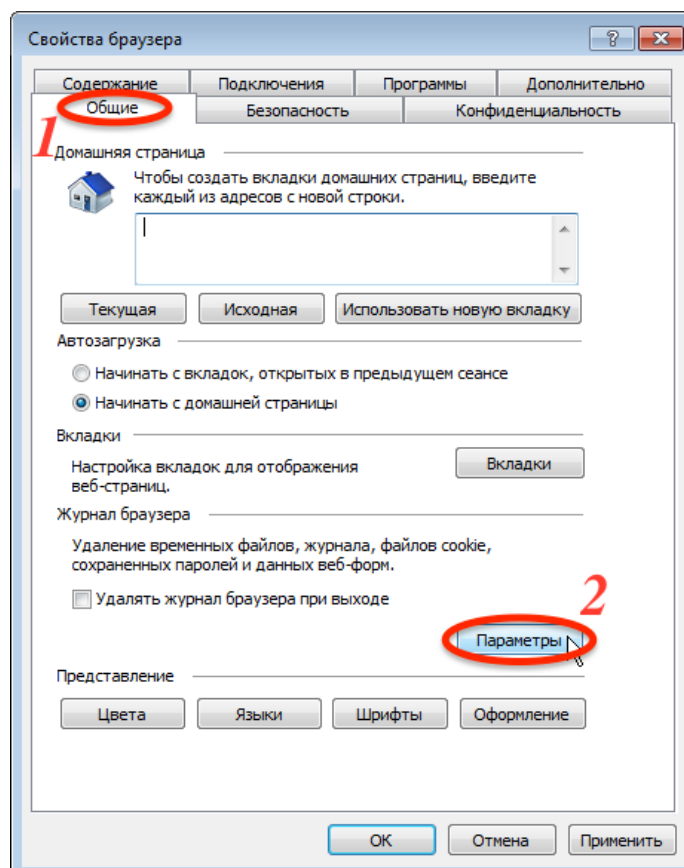 Свойства браузера
Содержание Подключения Программы Дополнительно
Общие Безопасность Конфиденциальность
1
Домашняя страница
Чтобы создать вкладки домашних страниц, введите
каждый из адресов с новой строки.
Текущая Исходная Использовать новую вкладку
Автозагрузка
Начинать с вкладок, открытых в предыдущем сеансе
Начинать с домашней страницы
Вкладки
Настройка вкладок для отображения
веб-страниц.
Вкладки
Журнал браузера
Удаление временных файлов, журнала, файлов cookie,
сохраненных паролей и данных веб-форм.
Удалять журнал браузера при выходе
2
Параметры
Представление
Цвета Языки Шрифты Оформление
OK Отмена Применить